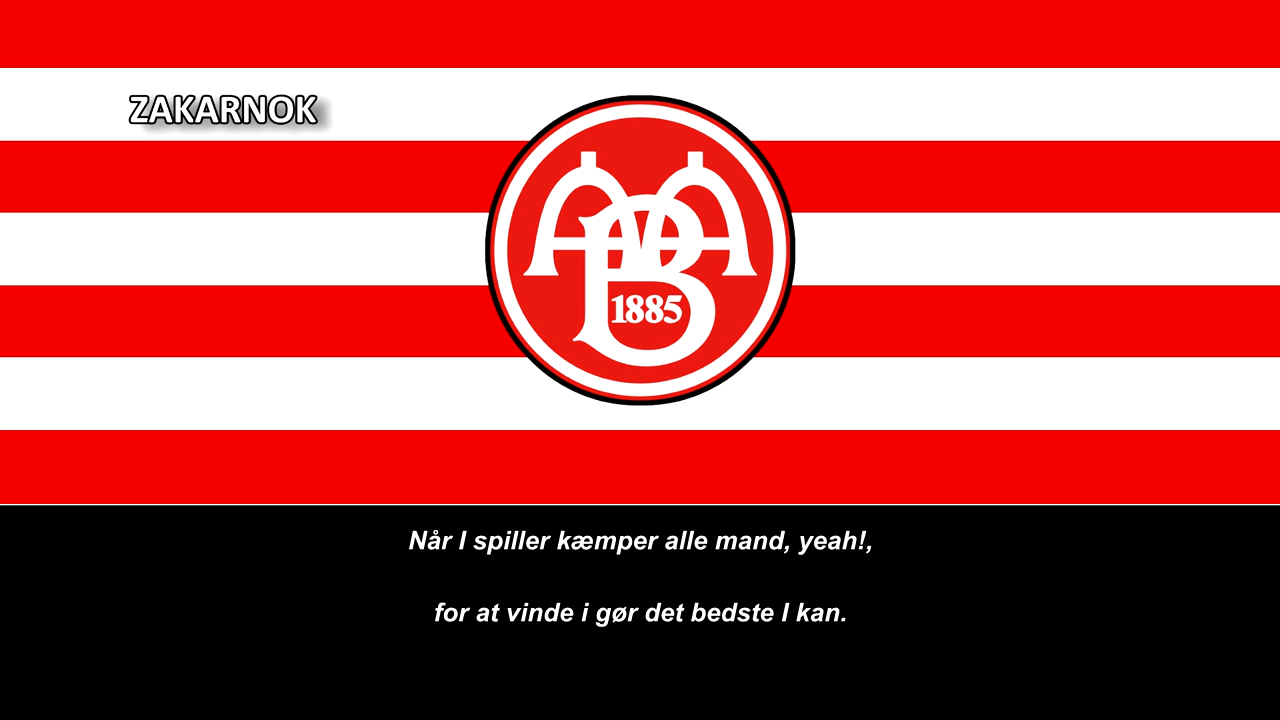 ZAKARNOK
AaB
1885
Når I spiller kæmper alle mand, yeah!,
for at vinde i gør det bedste I kan.